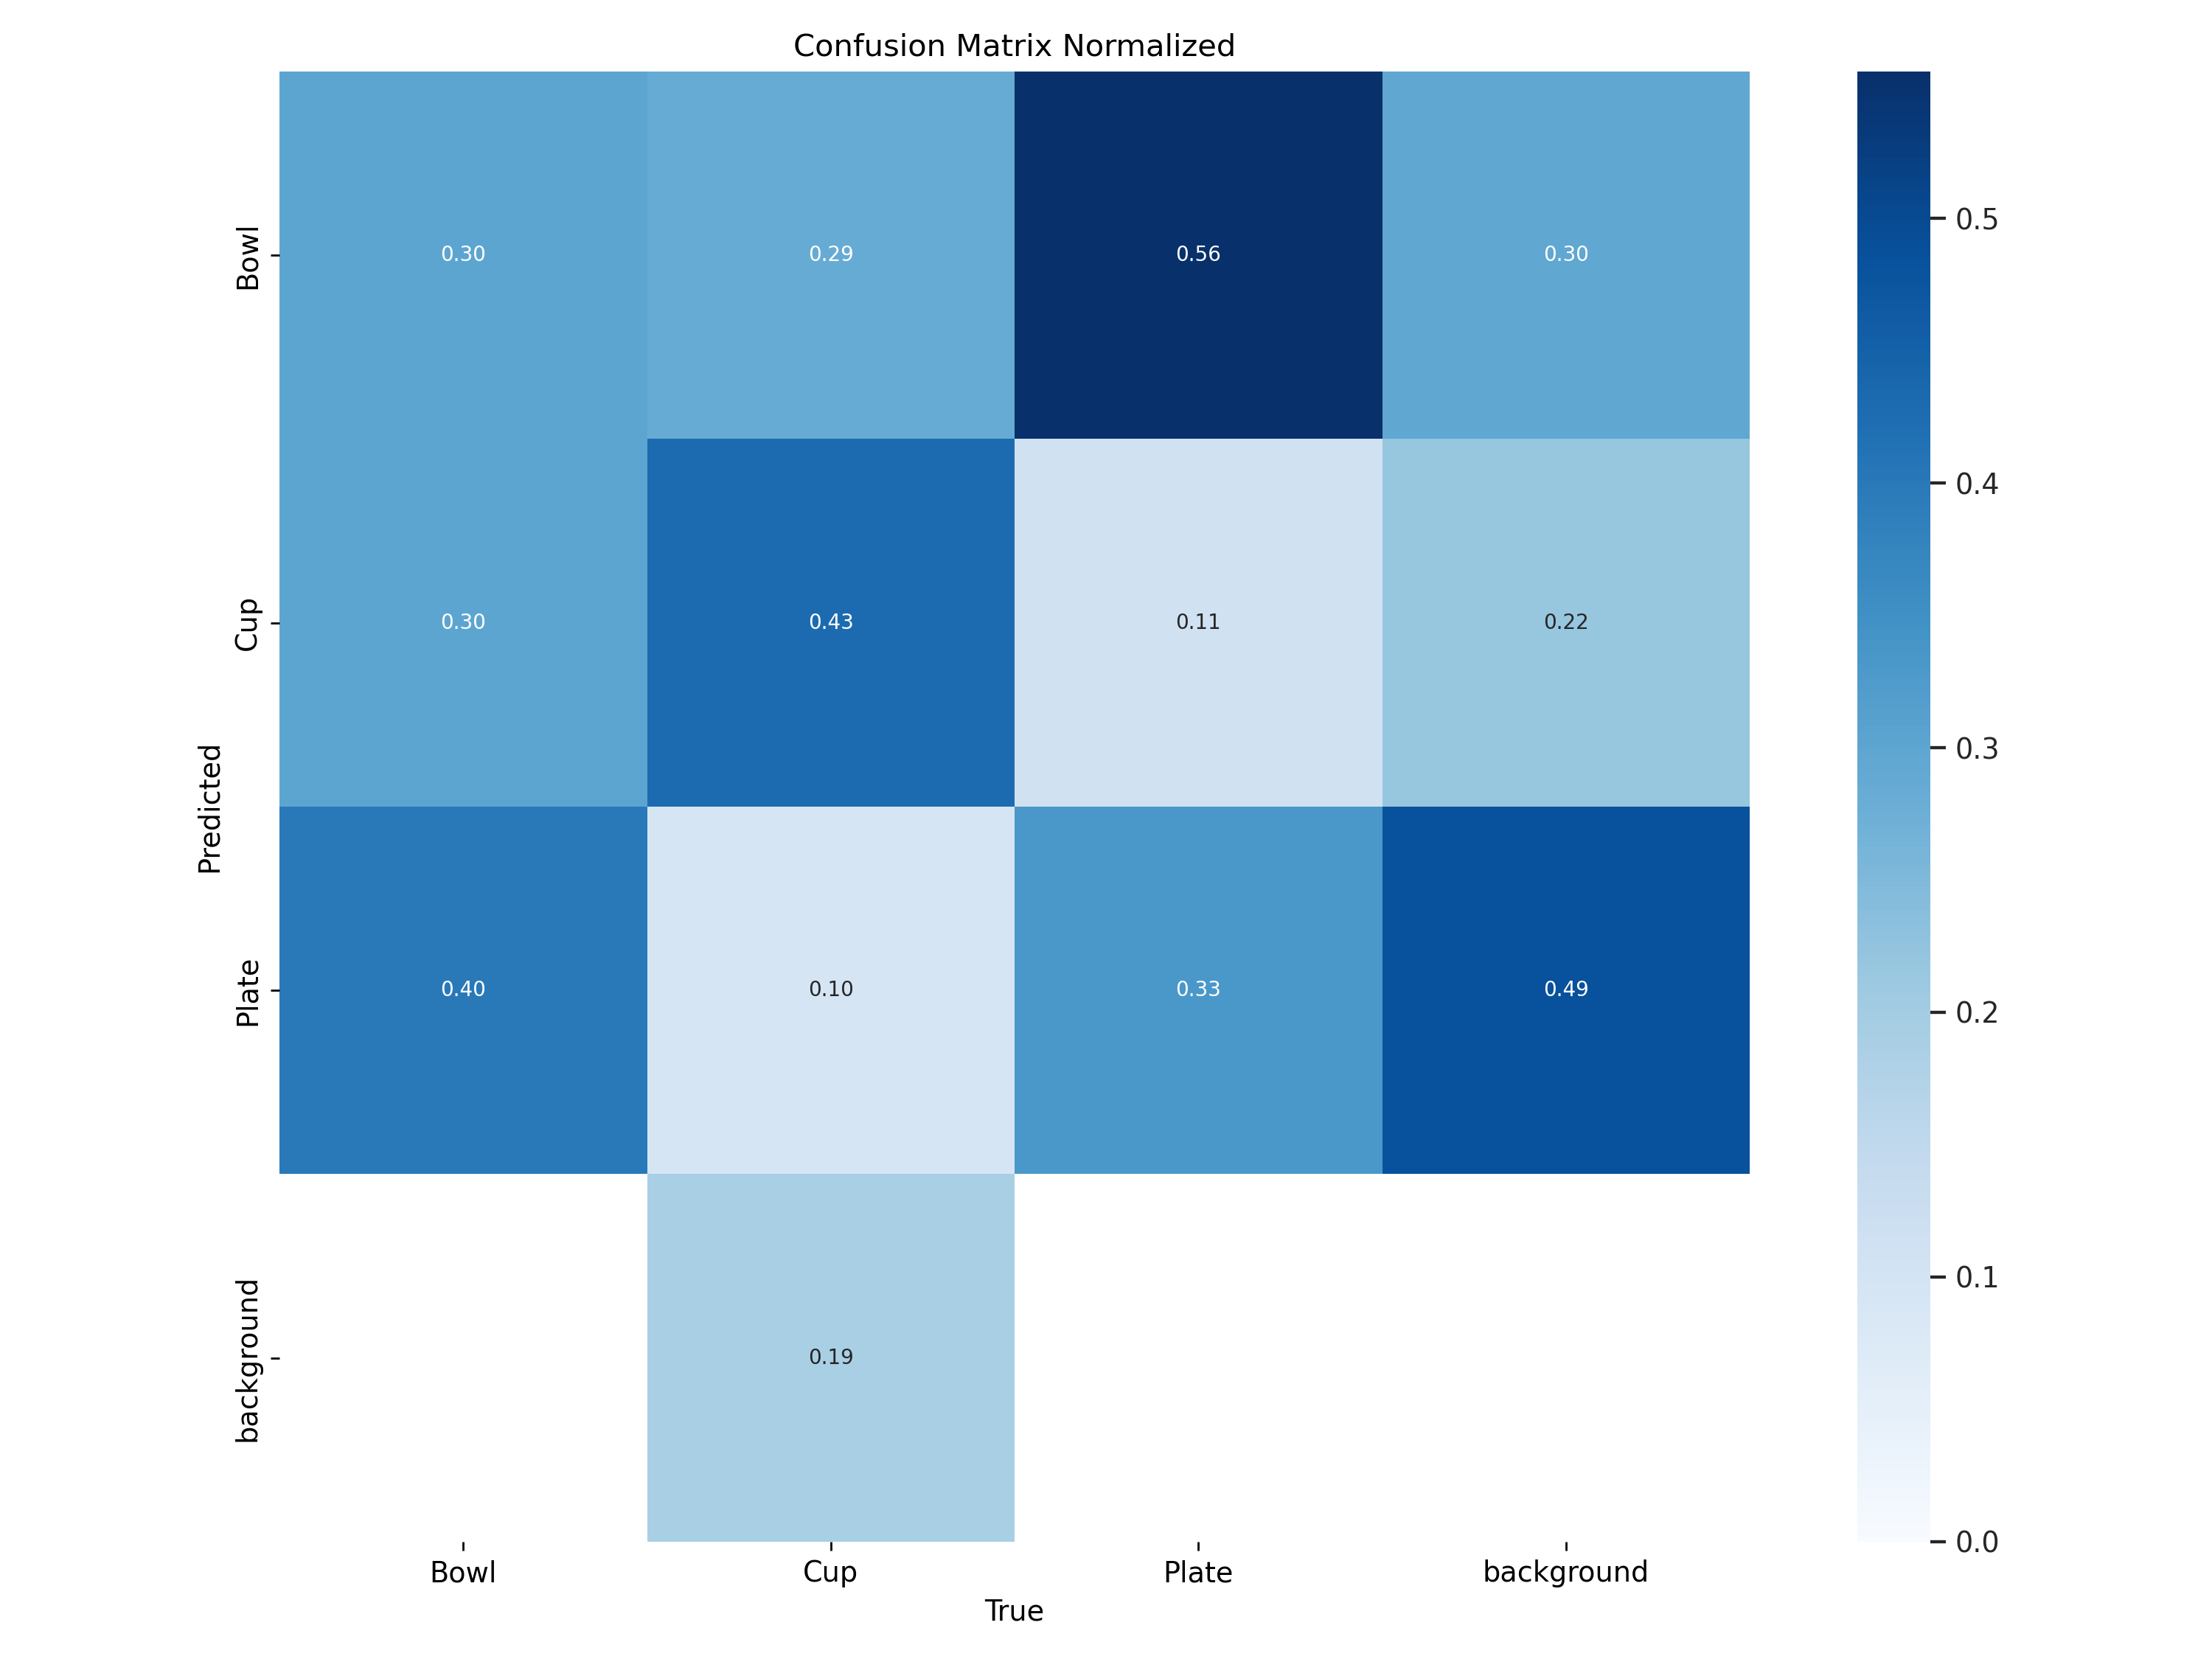 Confusion Matrix Normalized
Predicted
Bowl
0.30 0.29 0.56 0.30
Cup
0.30 0.43 0.11 0.22
Plate
0.40 0.10 0.33 0.49
background
0.19
Bowl Cup Plate background
True
0.5
0.4
0.3
0.2
0.1
0.0